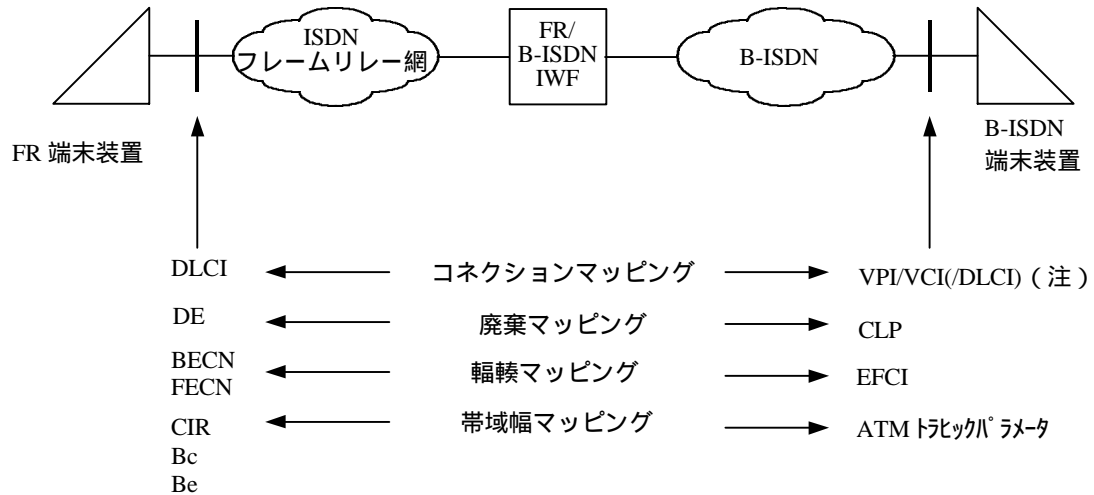 ISDN
フレームリレー網
FR/
B-ISDN
IWF
B-ISDN
FR 端末装置
B-ISDN
端末装置
DLCI
コネクションマッピング
VPI/VCI(/DLCI)（注）
DE
廃棄マッピング
CLP
BECN
FECN
輻輳マッピング
EFCI
CIR
Bc
Be
帯域幅マッピング
ATM ﾄﾗﾋｯｸﾊﾟﾗﾒｰﾀ